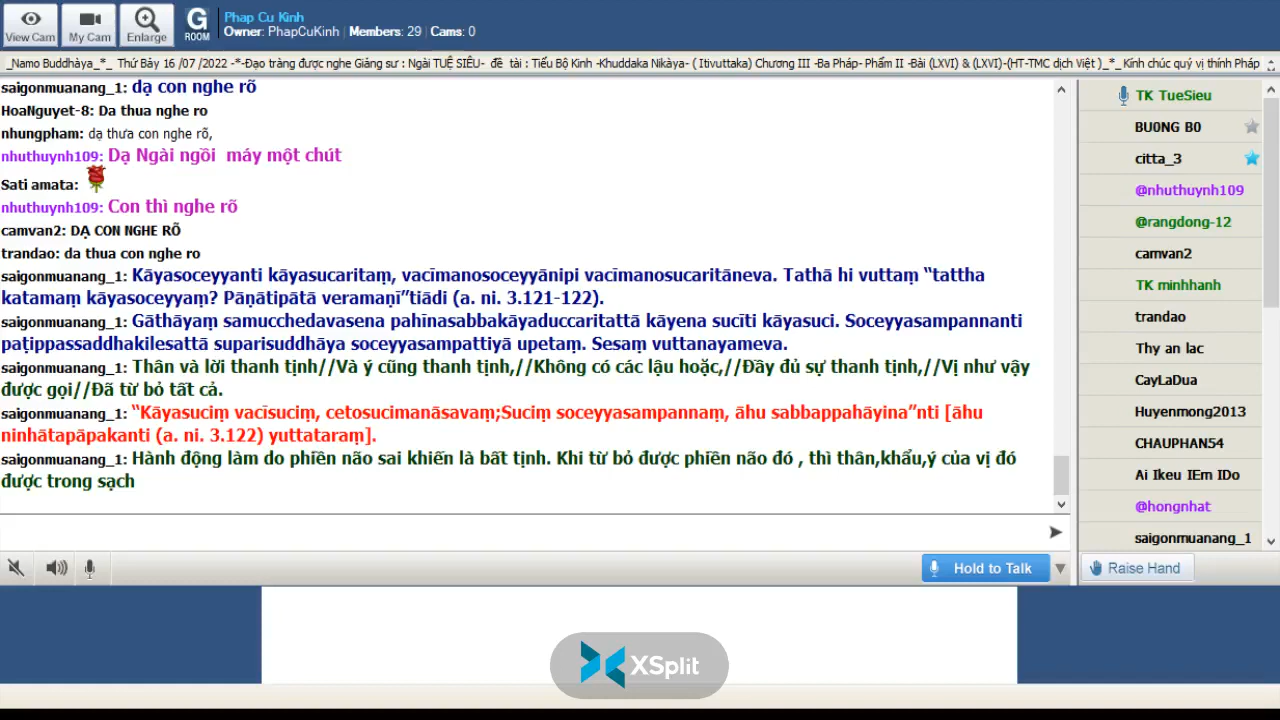 View Cam
My Cam
Enlarge
G
ROOM
Phap Cu Kinh
Owner: PhapCuKinh | Members: 29 | Cams: 0
_Namo Buddhàya_*_ Thứ Bảy 16 /07 /2022 -*-Đạo tràng được nghe Giảng sư : Ngài TUỆ SIÊU- đề tài : Tiểu Bộ Kinh -Khuddaka Nikàya- ( Itivuttaka) Chương III -Ba Pháp- Phẩm II -Bài (LXVI) & (LXVI)-(HT-TMC dịch Việt )_*_ Kính chúc quý vị thính Pháp
saigonmuanang_1: dạ con nghe rõ
HoaNguyet-8: Da thua con nghe ro
nhungpham: dạ thưa con nghe rõ,
nhuthuynh109: Dạ Ngài ngồi máy một chút
Sati amata:
nhuthuynh109: Con thì nghe rõ
camvan2: DẠ CON NGHE RÕ
trandao: da thua con nghe ro
saigonmuanang_1: Kāyasoceyyanti kāyasucaritaṃ, vacīmanosoceyyānipi vacīmanosucaritāneva. Tathā hi vuttaṃ “tattha
katamaṃ kāyasoceyyaṃ? Pāṇātipātā veramaṇī”tiādi (a. ni. 3.121-122).
saigonmuanang_1: Gāthāyaṃ samucchedavasena pahīnasabbakāyaduccaritattā kāyena sucīti kāyasuci. Soceyyasampannanti
paṭippassaddhakilesattā suparisuddhāya soceyyasampattiyā upetaṃ. Sesaṃ vuttanayameva.
saigonmuanang_1: Thân và lời thanh tịnh//Và ý cũng thanh tịnh,//Không có các lậu hoặc,//Đầy đủ sự thanh tịnh,//Vị như vậy
được gọi//Đã từ bỏ tất cả.
saigonmuanang_1: “Kāyasuciṃ vacīsuciṃ, cetosucimanāsavaṃ;Suciṃ soceyyasampannaṃ, āhu sabbappahāyina”nti [āhu
ninhātapāpakanti (a. ni. 3.122) yuttataraṃ].
saigonmuanang_1: Hành động làm do phiền não sai khiến là bất tịnh. Khi từ bỏ được phiền não đó , thì thân,khẩu,ý của vị đó
được trong sạch
TK TueSieu
BU0NG B0
citta_3
@nhuthuynh109
@rangdong-12
camvan2
TK minhhanh
trandao
Thy an lac
CayLaDua
Huyenmong2013
CHAUPHAN54
Ai Ikeu IEm IDo
@hongnhat
saigonmuanang_1
Hold to Talk
Raise Hand
XSplit